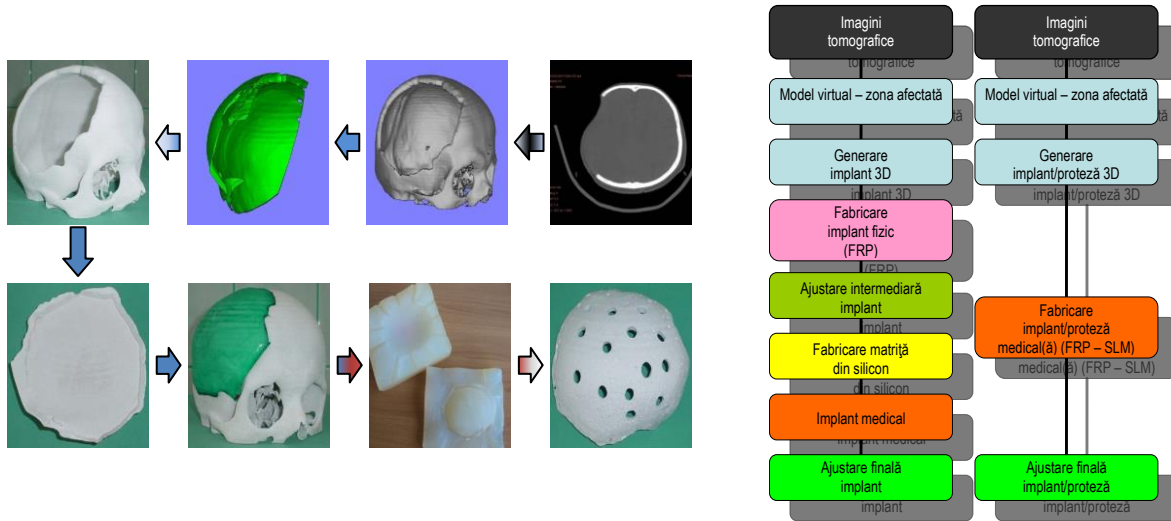 Imagini
tomografice
Model virtual – zona afectată
Generare
implant 3D
Fabricare
implant fizic
(FRP)
Ajustare intermediară
implant
Fabricare matriţă
din silicon
Implant medical
Ajustare finală
implant
Imagini
tomografice
Model virtual – zona afectată
Generare
implant/proteză 3D
Fabricare
implant/proteză
medical(ă) (FRP – SLM)
Ajustare finală
implant/proteză